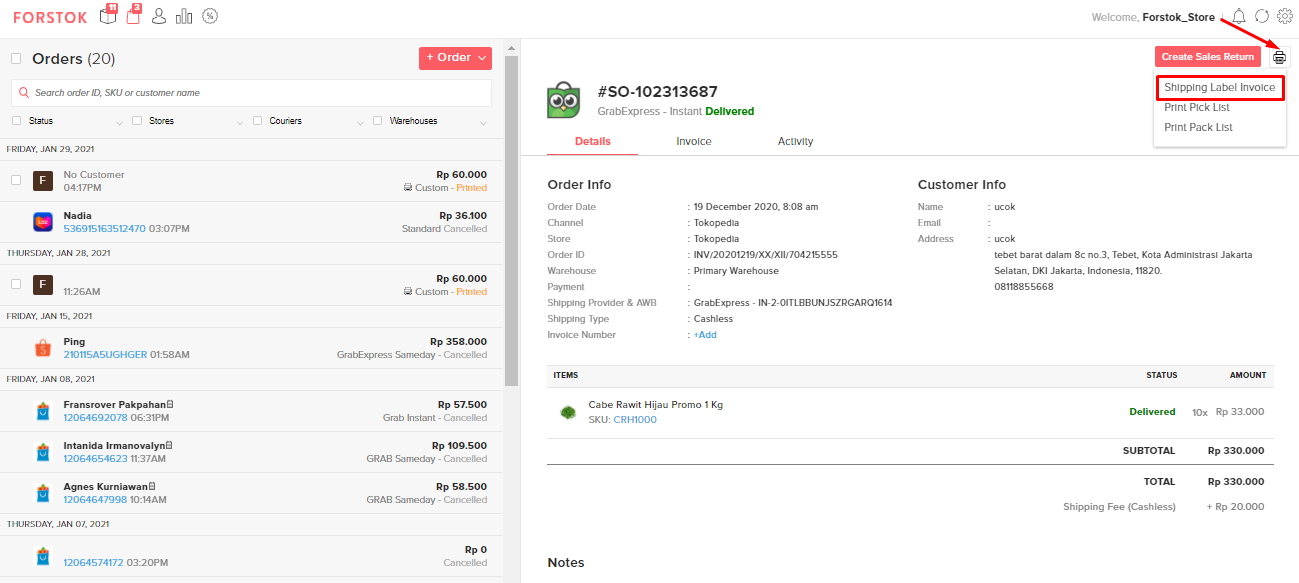 FORSTOK 11 3 Welcome, Forstok_Store
Orders (20) + Order
Search order ID, SKU or customer name
Status Stores Couriers Warehouses
FRIDAY, JAN 29, 2021
F No Customer Rp 60.000
04:17PM Custom - Printed
Nadia Rp 36.100
536915163512470 03:07PM Standard Cancelled
THURSDAY, JAN 28, 2021
F Rp 60.000
11:26AM Custom - Printed
FRIDAY, JAN 15, 2021
Ping Rp 358.000
210115A5UGHGER 01:58AM GrabExpress Sameday - Cancelled
FRIDAY, JAN 08, 2021
Fransrover Pakpahan Rp 57.500
12064692078 06:31PM Grab Instant - Cancelled
Intanida Irmanovalyn Rp 109.500
12064654623 11:37AM GRAB Sameday - Cancelled
Agnes Kurniawan Rp 58.500
12064647998 10:14AM GRAB Sameday - Cancelled
THURSDAY, JAN 07, 2021
Rp 0
12064574172 03:20PM Cancelled
Create Sales Return
Shipping Label Invoice
Print Pick List
Print Pack List
#SO-102313687
GrabExpress - Instant Delivered
Details Invoice Activity
Order Info
Order Date : 19 December 2020, 8:08 am
Channel : Tokopedia
Store : Tokopedia
Order ID : INV/20201219/XX/XII/704215555
Warehouse : Primary Warehouse
Payment :
Shipping Provider & AWB : GrabExpress - IN-2-0ITLBBUNJSZRGARQ1614
Shipping Type : Cashless
Invoice Number : +Add
Customer Info
Name : ucok
Email :
Address : ucok
tebet barat dalam 8c no.3, Tebet, Kota Administrasi Jakarta
Selatan, DKI Jakarta, Indonesia, 11820.
08118855668
ITEMS STATUS AMOUNT
Cabe Rawit Hijau Promo 1 Kg
SKU: CRH1000 Delivered 10x Rp 33.000
SUBTOTAL Rp 330.000
TOTAL Rp 330.000
Shipping Fee (Cashless) + Rp 20.000
Notes